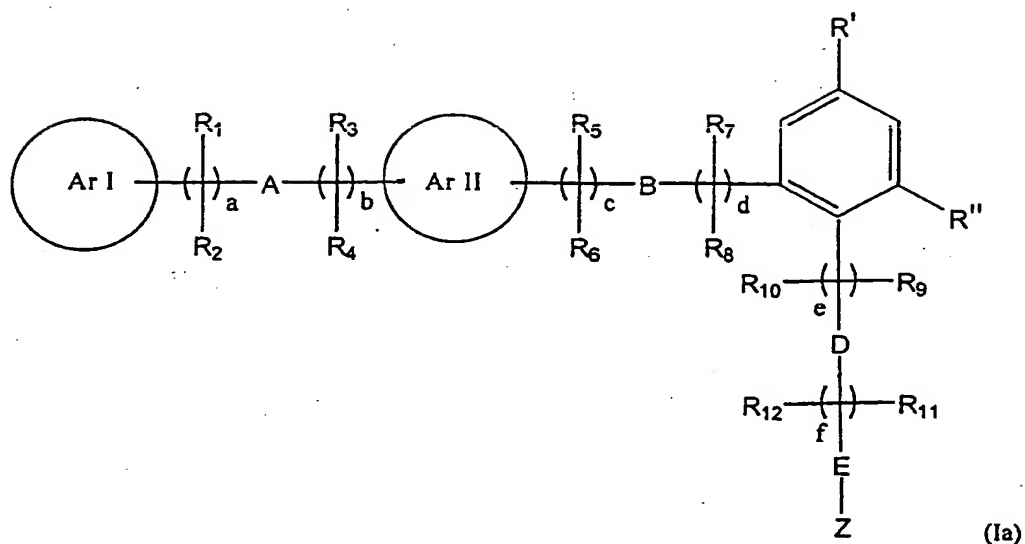 R'
R₁ R₃ R₅ R₇
Ar I ( ) a A ( ) b Ar II ( ) c B ( ) d
R₂ R₄ R₆ R₈ R"
R₁₀ ( ) e R₉
D
R₁₂ ( ) f R₁₁
E
Z
(Ia)